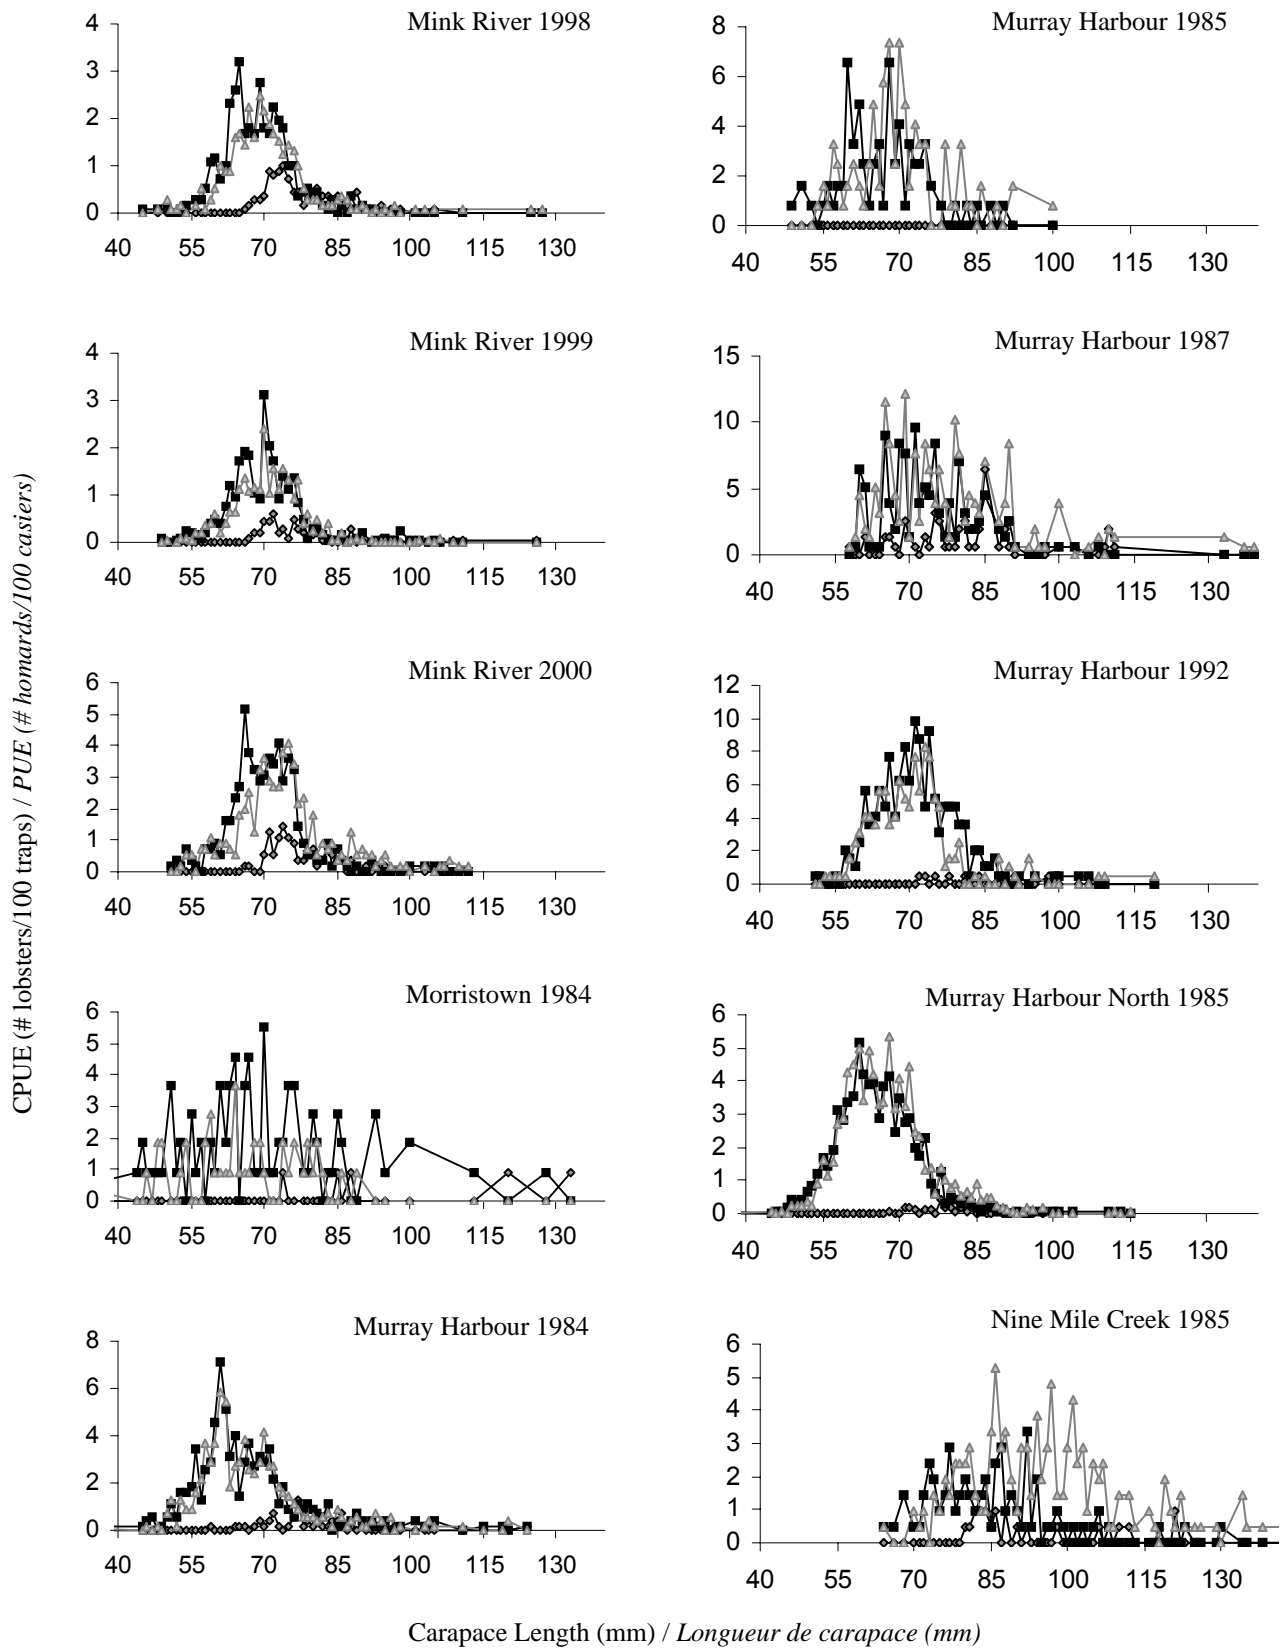 CPUE (# lobsters/100 traps) / PUE (# homards/100 casiers)
Mink River 1998
4
3
2
1
0
40 55 70 85 100 115 130
Mink River 1999
4
3
2
1
0
40 55 70 85 100 115 130
Mink River 2000
6
5
4
3
2
1
0
40 55 70 85 100 115 130
Morristown 1984
6
5
4
3
2
1
0
40 55 70 85 100 115 130
Murray Harbour 1984
8
6
4
2
0
40 55 70 85 100 115 130
Murray Harbour 1985
8
6
4
2
0
40 55 70 85 100 115 130
Murray Harbour 1987
15
10
5
0
40 55 70 85 100 115 130
Murray Harbour 1992
12
10
8
6
4
2
0
40 55 70 85 100 115 130
Murray Harbour North 1985
6
5
4
3
2
1
0
40 55 70 85 100 115 130
Nine Mile Creek 1985
6
5
4
3
2
1
0
40 55 70 85 100 115 130
Carapace Length (mm) / Longueur de carapace (mm)